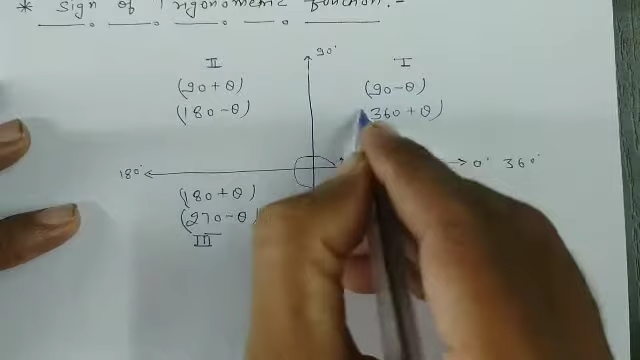 * Sign of Trigonometric function:-
90°
II
I
(90+θ)
(90-θ)
(180-θ)
(360+θ)
180°
0° 360°
(180+θ)
(270-θ)
III